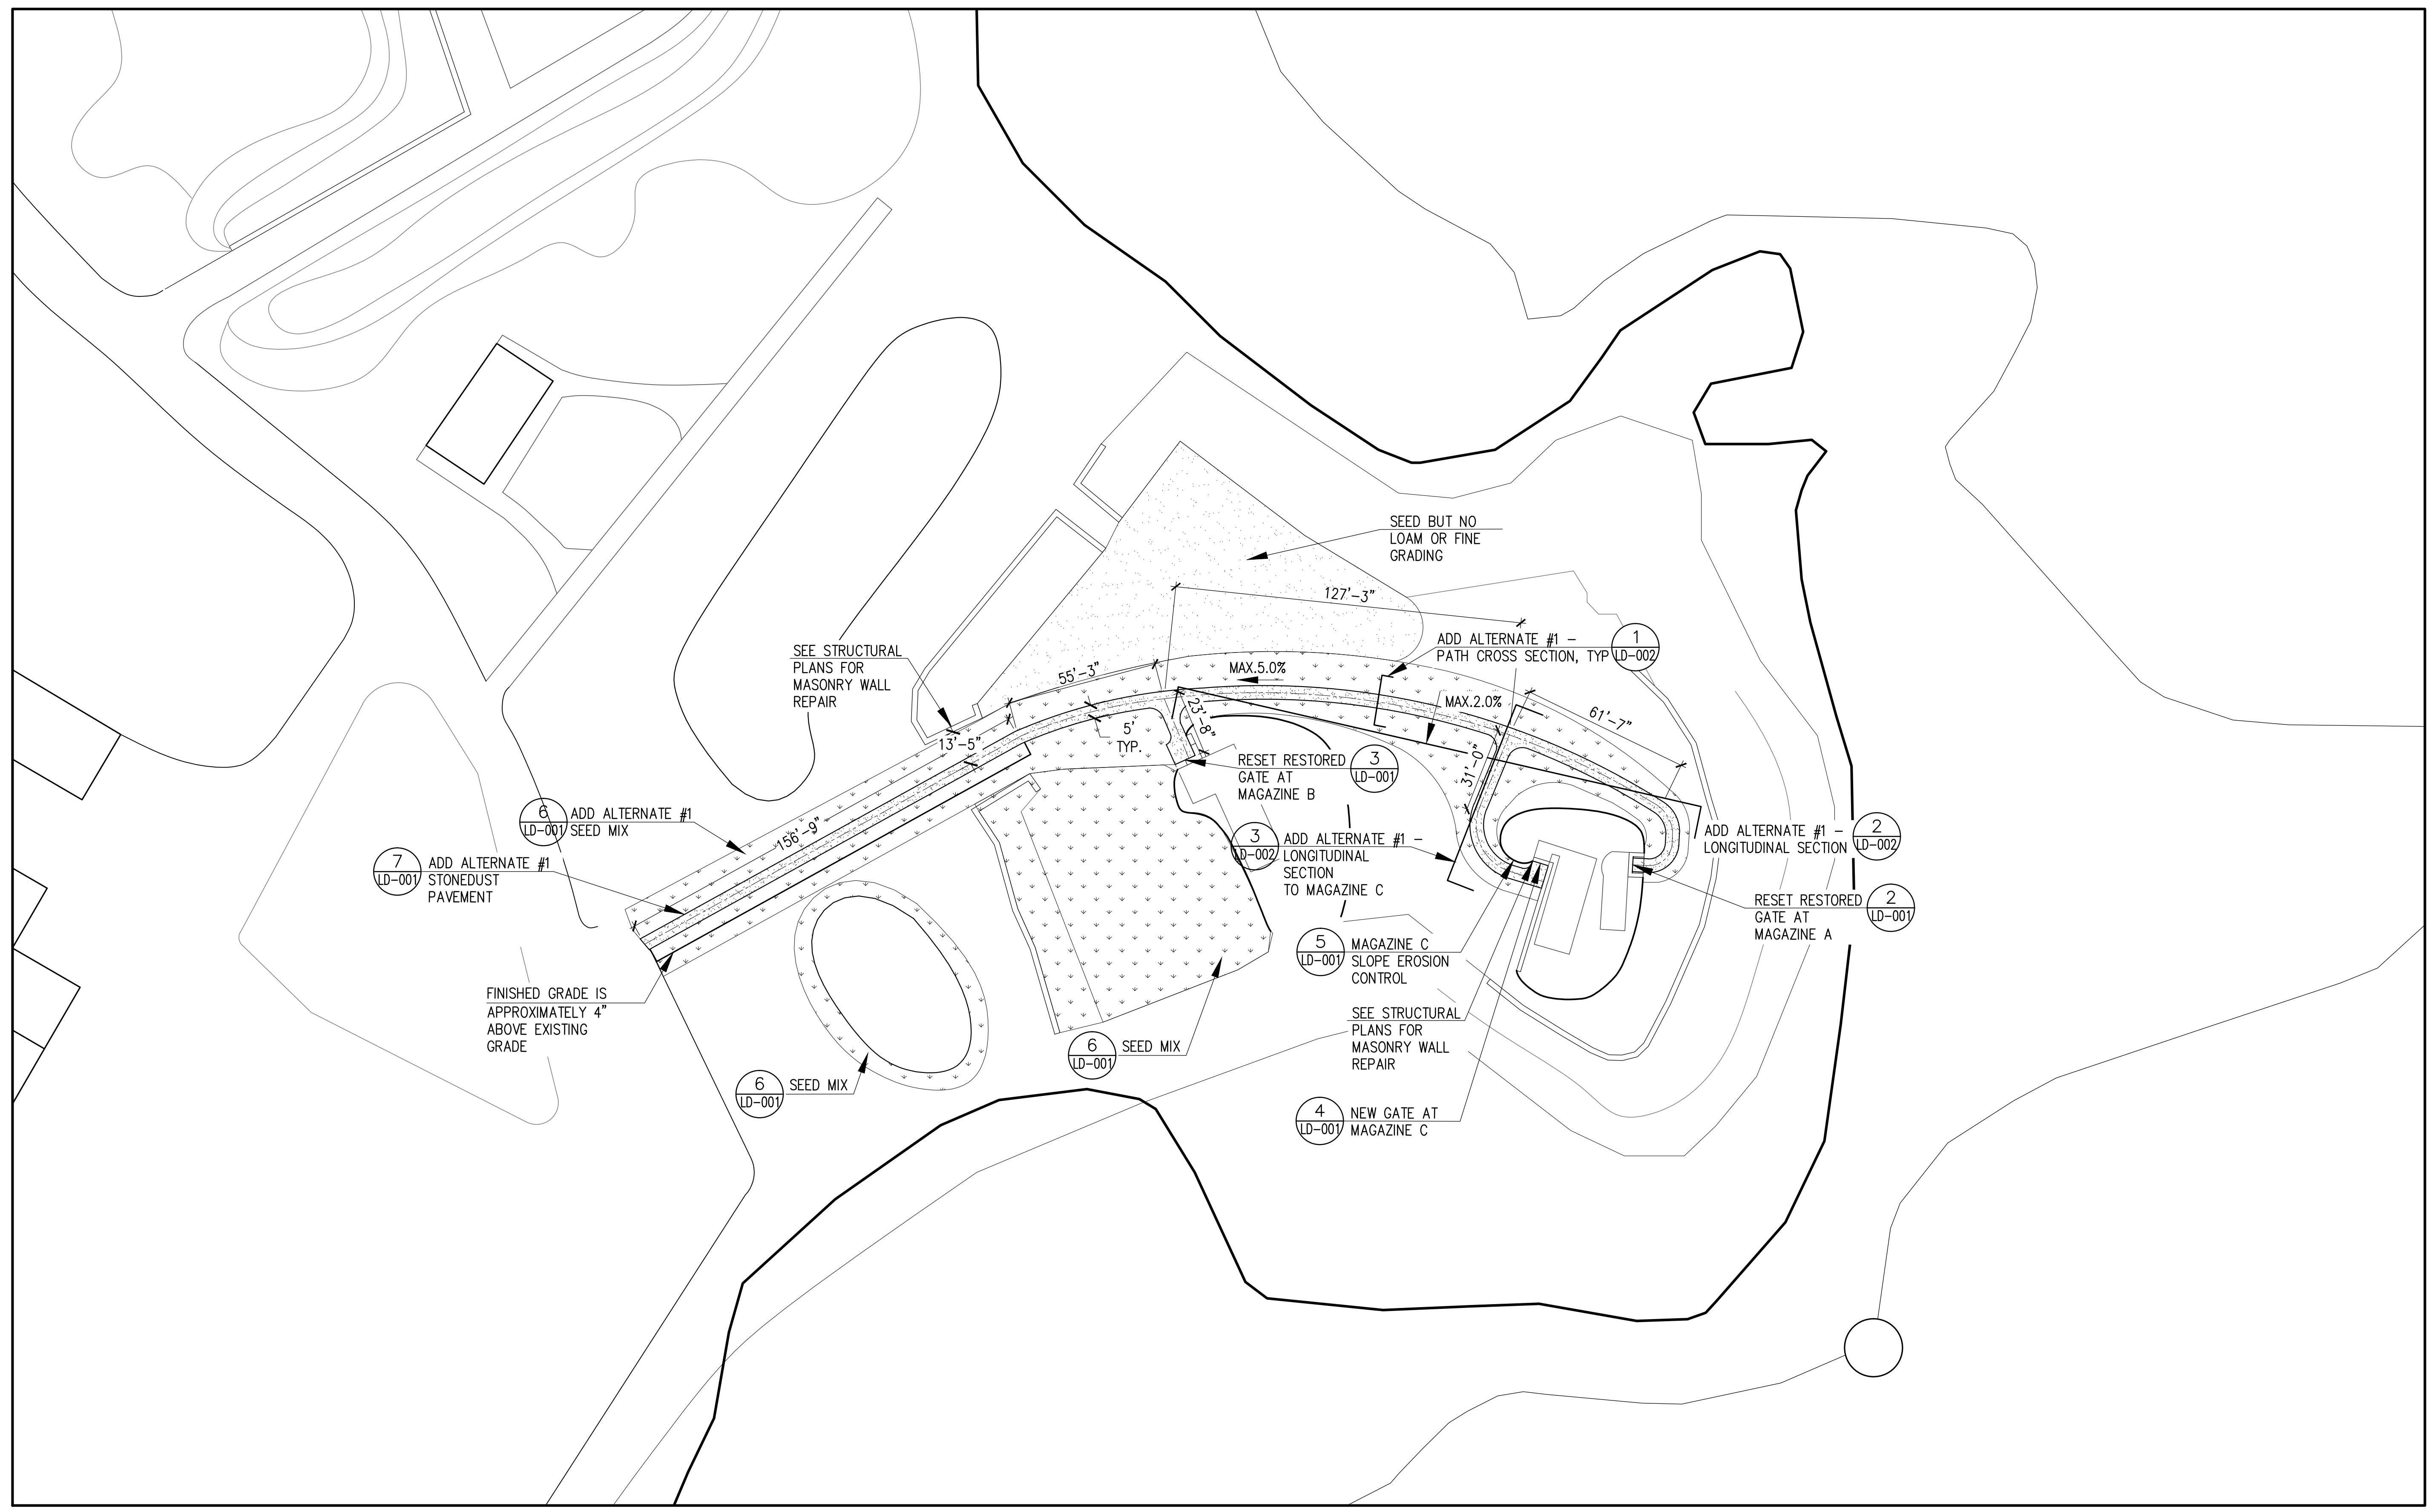 SEED BUT NO
LOAM OR FINE
GRADING
127'-3"
ADD ALTERNATE #1 -
PATH CROSS SECTION, TYP
1
LD-002
SEE STRUCTURAL
PLANS FOR
MASONRY WALL
REPAIR
55'-3"
MAX.5.0%
MAX.2.0%
61'-7"
23'-8"
5'
TYP.
13'-5"
31'-0"
RESET RESTORED
GATE AT
MAGAZINE B
3
LD-001
6
LD-001
ADD ALTERNATE #1
SEED MIX
156'-9"
7
LD-001
ADD ALTERNATE #1
STONEDUST
PAVEMENT
3
LD-002
ADD ALTERNATE #1 -
LONGITUDINAL
SECTION
TO MAGAZINE C
ADD ALTERNATE #1 -
LONGITUDINAL SECTION
2
LD-002
RESET RESTORED
GATE AT
MAGAZINE A
2
LD-001
5
LD-001
MAGAZINE C
SLOPE EROSION
CONTROL
FINISHED GRADE IS
APPROXIMATELY 4"
ABOVE EXISTING
GRADE
SEE STRUCTURAL
PLANS FOR
MASONRY WALL
REPAIR
6
LD-001
SEED MIX
6
LD-001
SEED MIX
4
LD-001
NEW GATE AT
MAGAZINE C